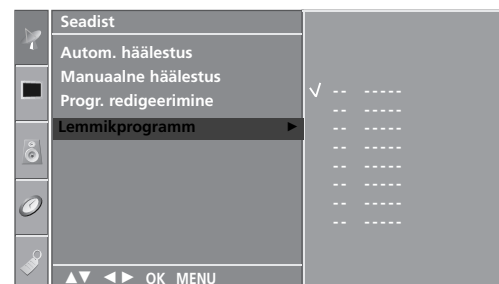 Seadist
Autom. häälestus
Manuaalne häälestus
Progr. redigeerimine
Lemmikprogramm ►
√ -- -----
-- -----
-- -----
-- -----
-- -----
-- -----
-- -----
-- -----
▲▼ ◄► OK MENU